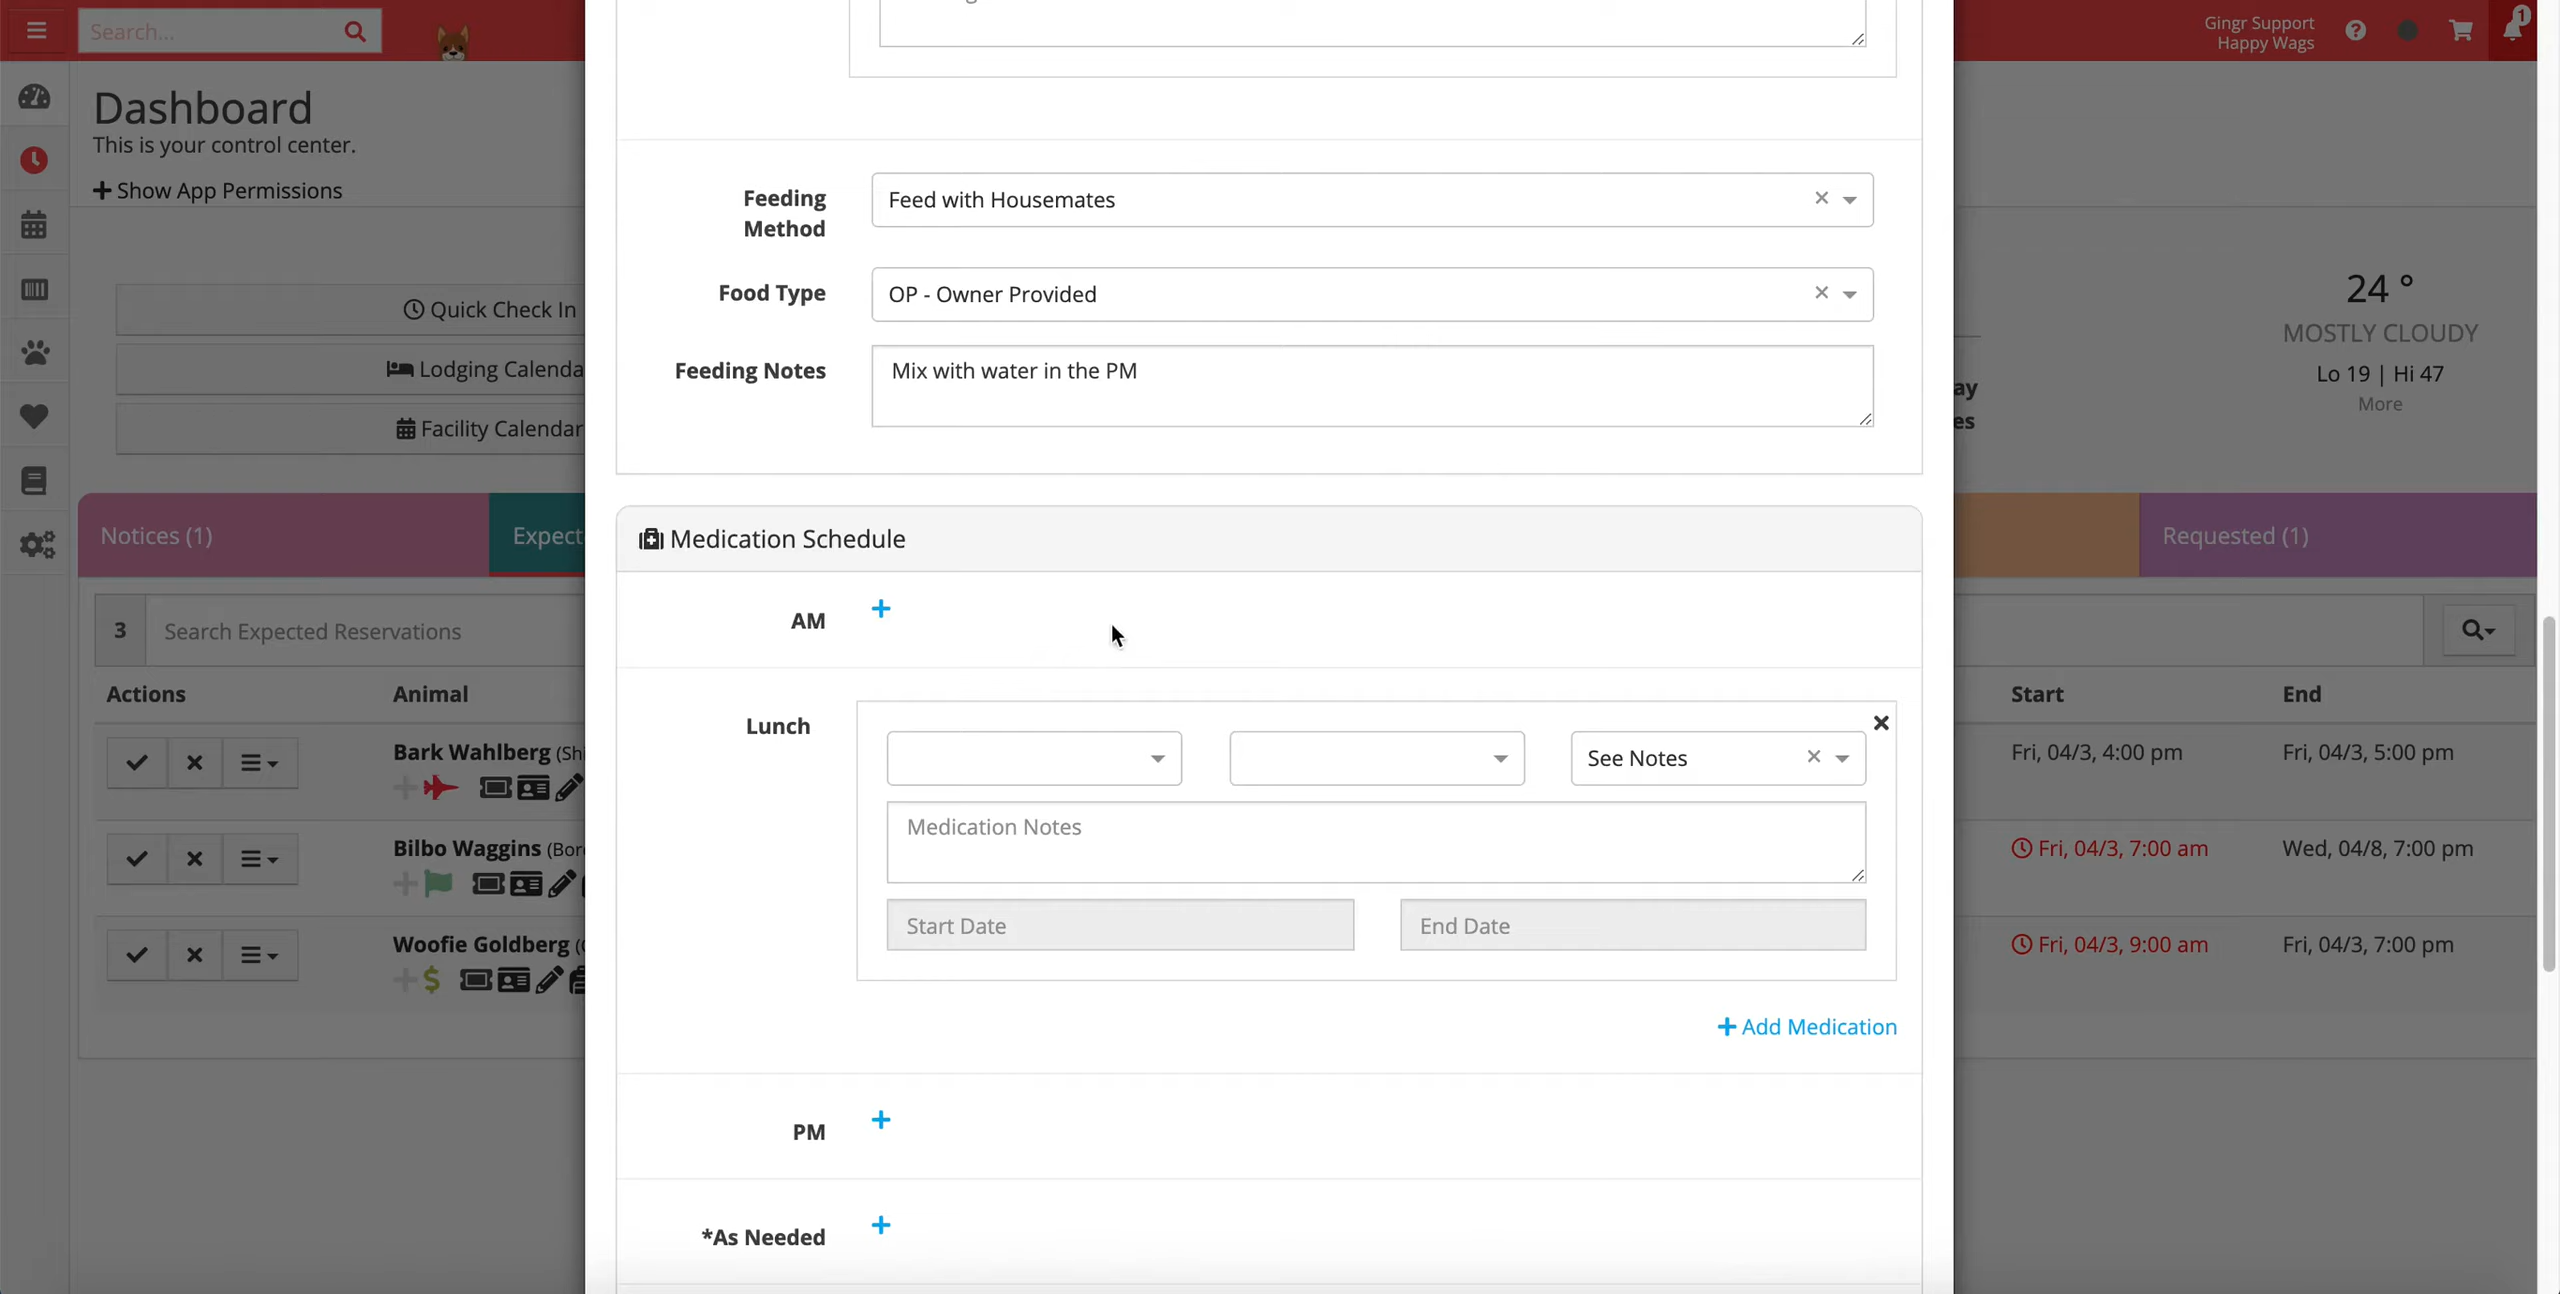 Search...
Gingr Support
Happy Wags
1
Dashboard
This is your control center.
Show App Permissions
Quick Check In
Lodging Calenda
Facility Calendar
24 °
MOSTLY CLOUDY
Lo 19 | Hi 47
More
ay
es
Notices (1)
Expect
Requested (1)
3
Search Expected Reservations
Actions
Animal
Start
End
Bark Wahlberg (Shi
Fri, 04/3, 4:00 pm
Fri, 04/3, 5:00 pm
Bilbo Waggins (Bor
Fri, 04/3, 7:00 am
Wed, 04/8, 7:00 pm
Woofie Goldberg (
Fri, 04/3, 9:00 am
Fri, 04/3, 7:00 pm
Feeding
Method
Feed with Housemates
Food Type
OP - Owner Provided
Feeding Notes
Mix with water in the PM
Medication Schedule
AM
Lunch
See Notes
Medication Notes
Start Date
End Date
Add Medication
PM
*As Needed